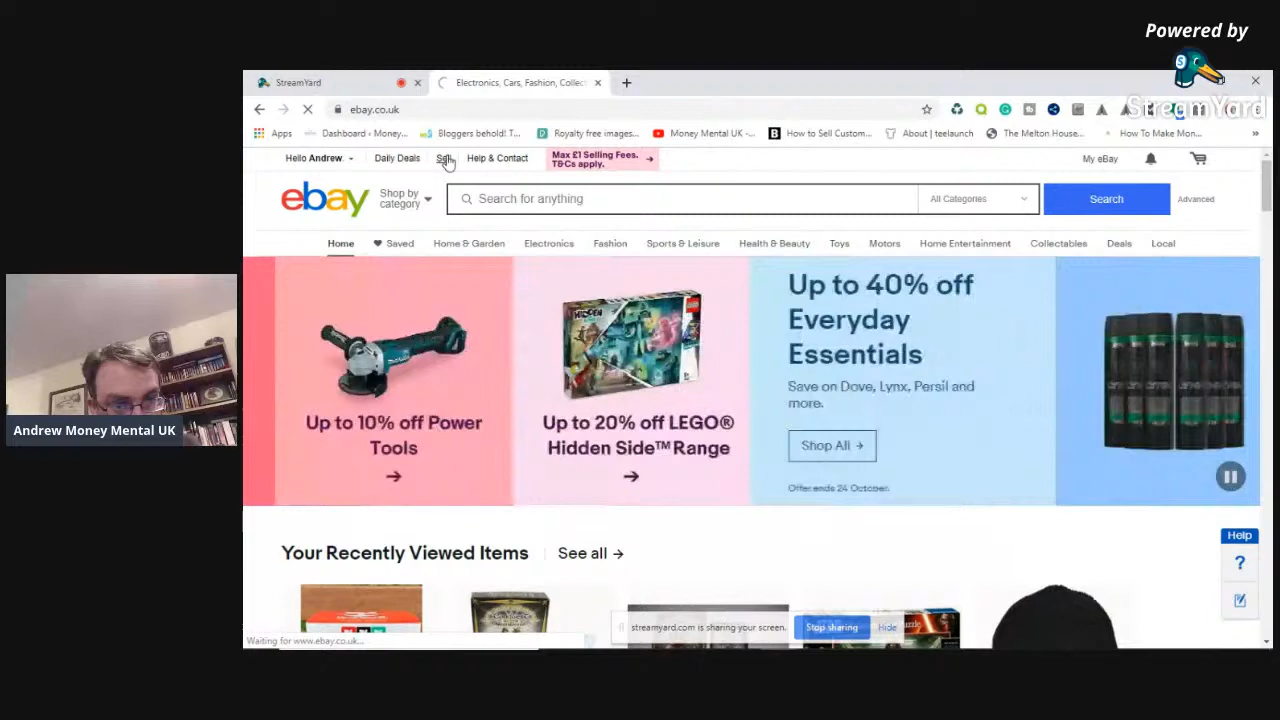 Powered by
StreamYard
StreamYard
Electronics, Cars, Fashion, Collect
ebay.co.uk
Apps
Dashboard ‹ Money...
Bloggers behold! T...
Royalty free images...
Money Mental UK -...
How to Sell Custom...
About | teelaunch
The Melton House...
How To Make Mon...
Hello Andrew.
Daily Deals
Sell
Help & Contact
Max £1 Selling Fees.
T&Cs apply.
My eBay
ebay
Shop by
category
Search for anything
All Categories
Search
Advanced
Home
Saved
Home & Garden
Electronics
Fashion
Sports & Leisure
Health & Beauty
Toys
Motors
Home Entertainment
Collectables
Deals
Local
Up to 10% off Power
Tools
Up to 20% off LEGO®
Hidden Side™ Range
Up to 40% off
Everyday
Essentials
Save on Dove, Lynx, Persil and
more.
Shop All
Offer ends 24 October.
Andrew Money Mental UK
Your Recently Viewed Items
See all
Help
?
streamyard.com is sharing your screen.
Stop sharing
Hide
Waiting for www.ebay.co.uk...